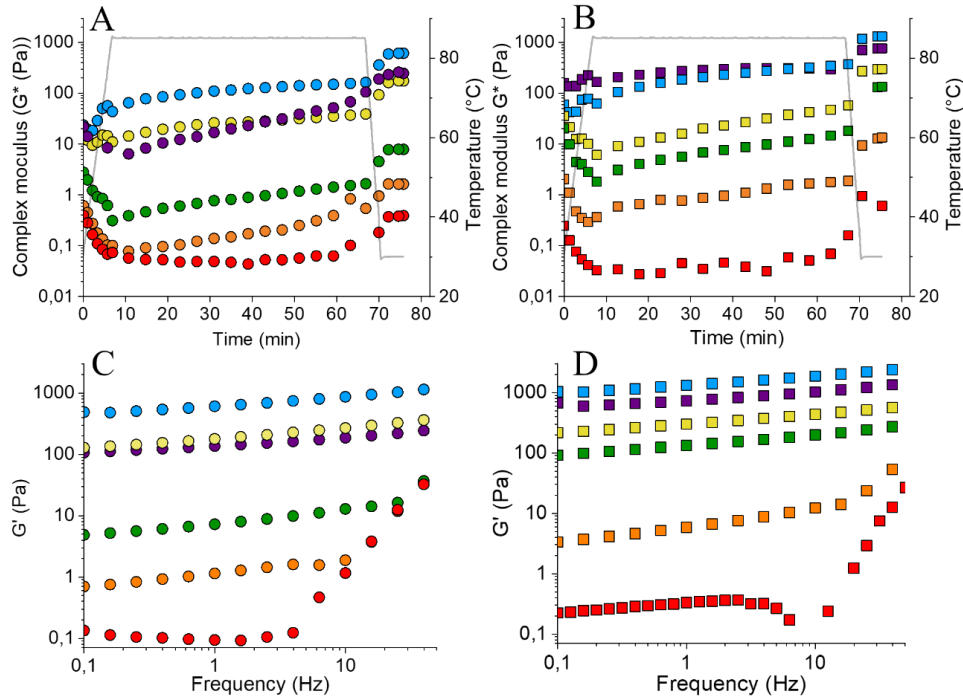 A
B
Complex moculus (G* (Pa))
1000
100
10
1
0,1
0,01
80
60
40
20
Temperature (°C)
0 10 20 30 40 50 60 70 80
Time (min)
Complex modulus G* (Pa)
1000
100
10
1
0,1
0,01
80
60
40
20
Temperature (°C)
0 10 20 30 40 50 60 70 80
Time (min)
C
D
G' (Pa)
1000
100
10
1
0,1
0,1 1 10
Frequency (Hz)
G' (Pa)
1000
100
10
1
0,1
0,1 1 10
Frequency (Hz)